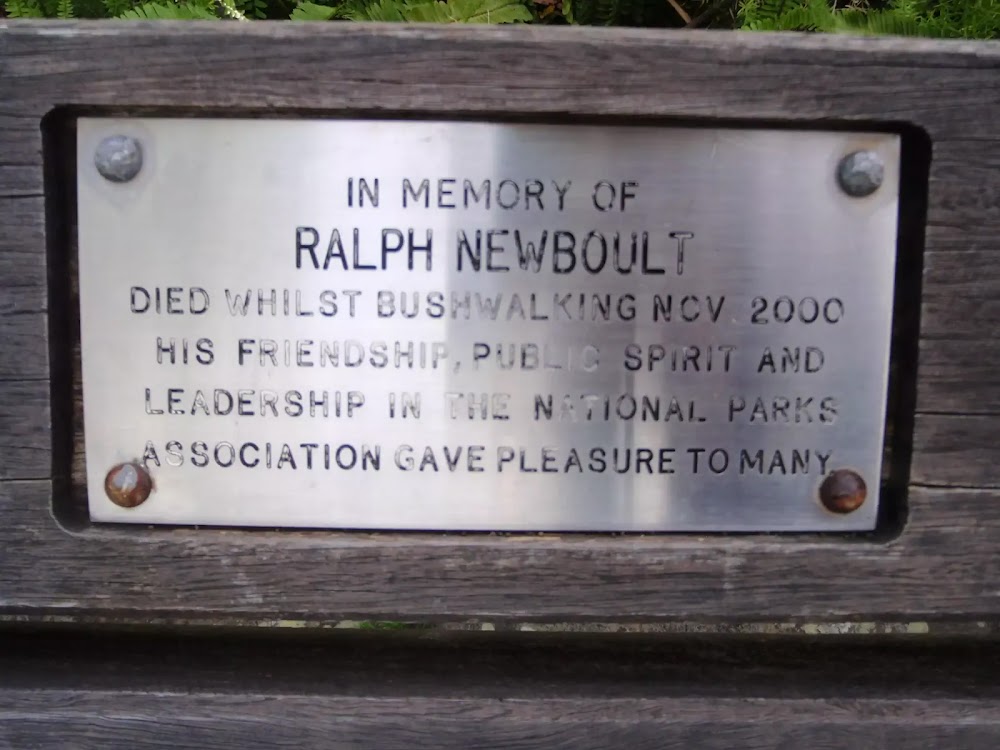 IN MEMORY OF
RALPH NEWBOULT
DIED WHILST BUSHWALKING NOV. 2000
HIS FRIENDSHIP, PUBLIC SPIRIT AND
LEADERSHIP IN THE NATIONAL PARKS
ASSOCIATION GAVE PLEASURE TO MANY